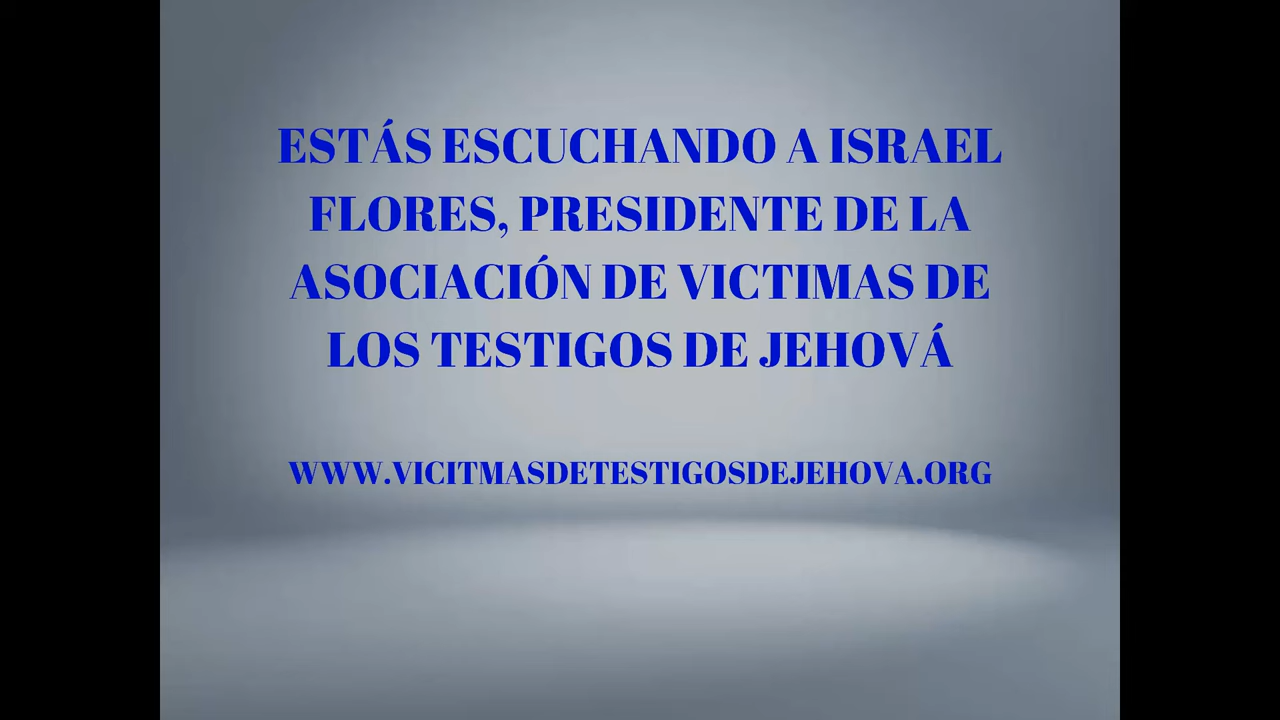 ESTÁS ESCUCHANDO A ISRAEL
FLORES, PRESIDENTE DE LA
ASOCIACIÓN DE VICTIMAS DE
LOS TESTIGOS DE JEHOVÁ
WWW.VICITMASDETESTIGOSDEJEHOVA.ORG